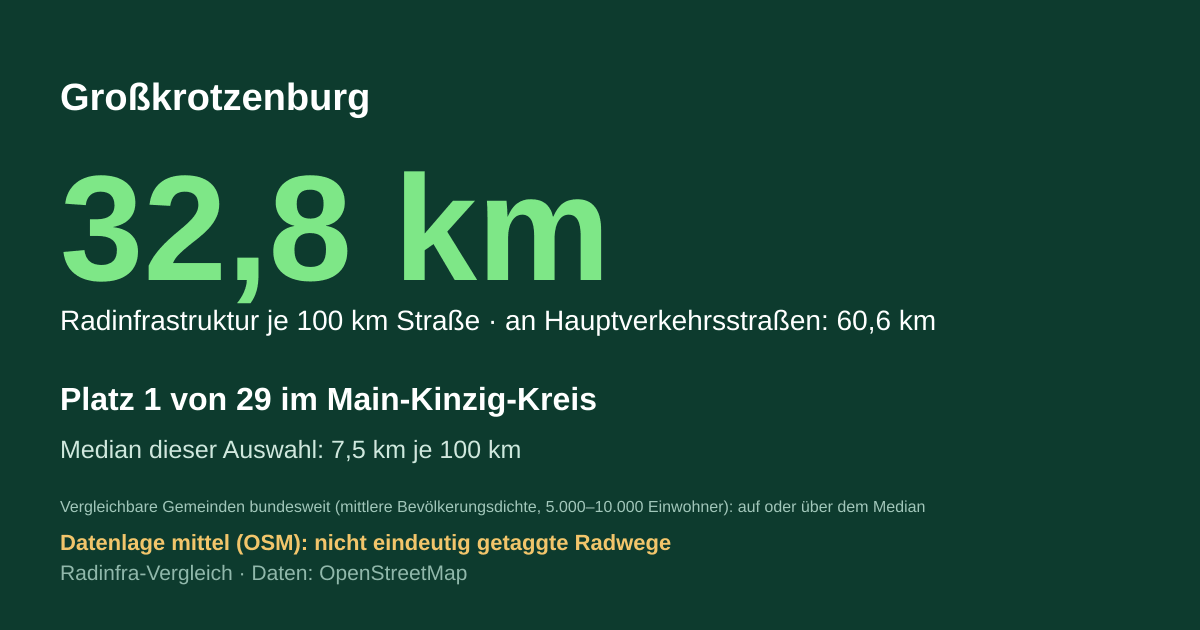 Großkrotzenburg
32,8 km
Radinfrastruktur je 100 km Straße · an Hauptverkehrsstraßen: 60,6 km
Platz 1 von 29 im Main-Kinzig-Kreis
Median dieser Auswahl: 7,5 km je 100 km
Vergleichbare Gemeinden bundesweit (mittlere Bevölkerungsdichte, 5.000–10.000 Einwohner): auf oder über dem Median
Datenlage mittel (OSM): nicht eindeutig getaggte Radwege
Radinfra-Vergleich · Daten: OpenStreetMap